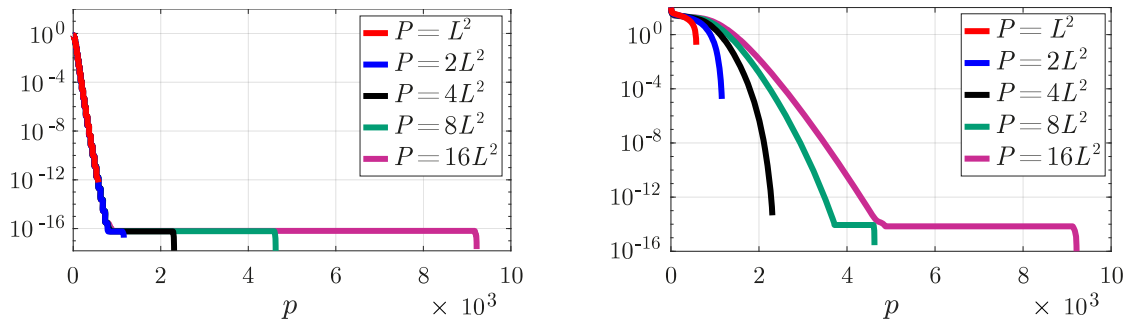 10^0
10^-4
10^-8
10^-12
10^-16
0 2 4 6 8 10
p × 10^3
P = L^2
P = 2L^2
P = 4L^2
P = 8L^2
P = 16L^2
10^0
10^-4
10^-8
10^-12
10^-16
0 2 4 6 8 10
p × 10^3
P = L^2
P = 2L^2
P = 4L^2
P = 8L^2
P = 16L^2